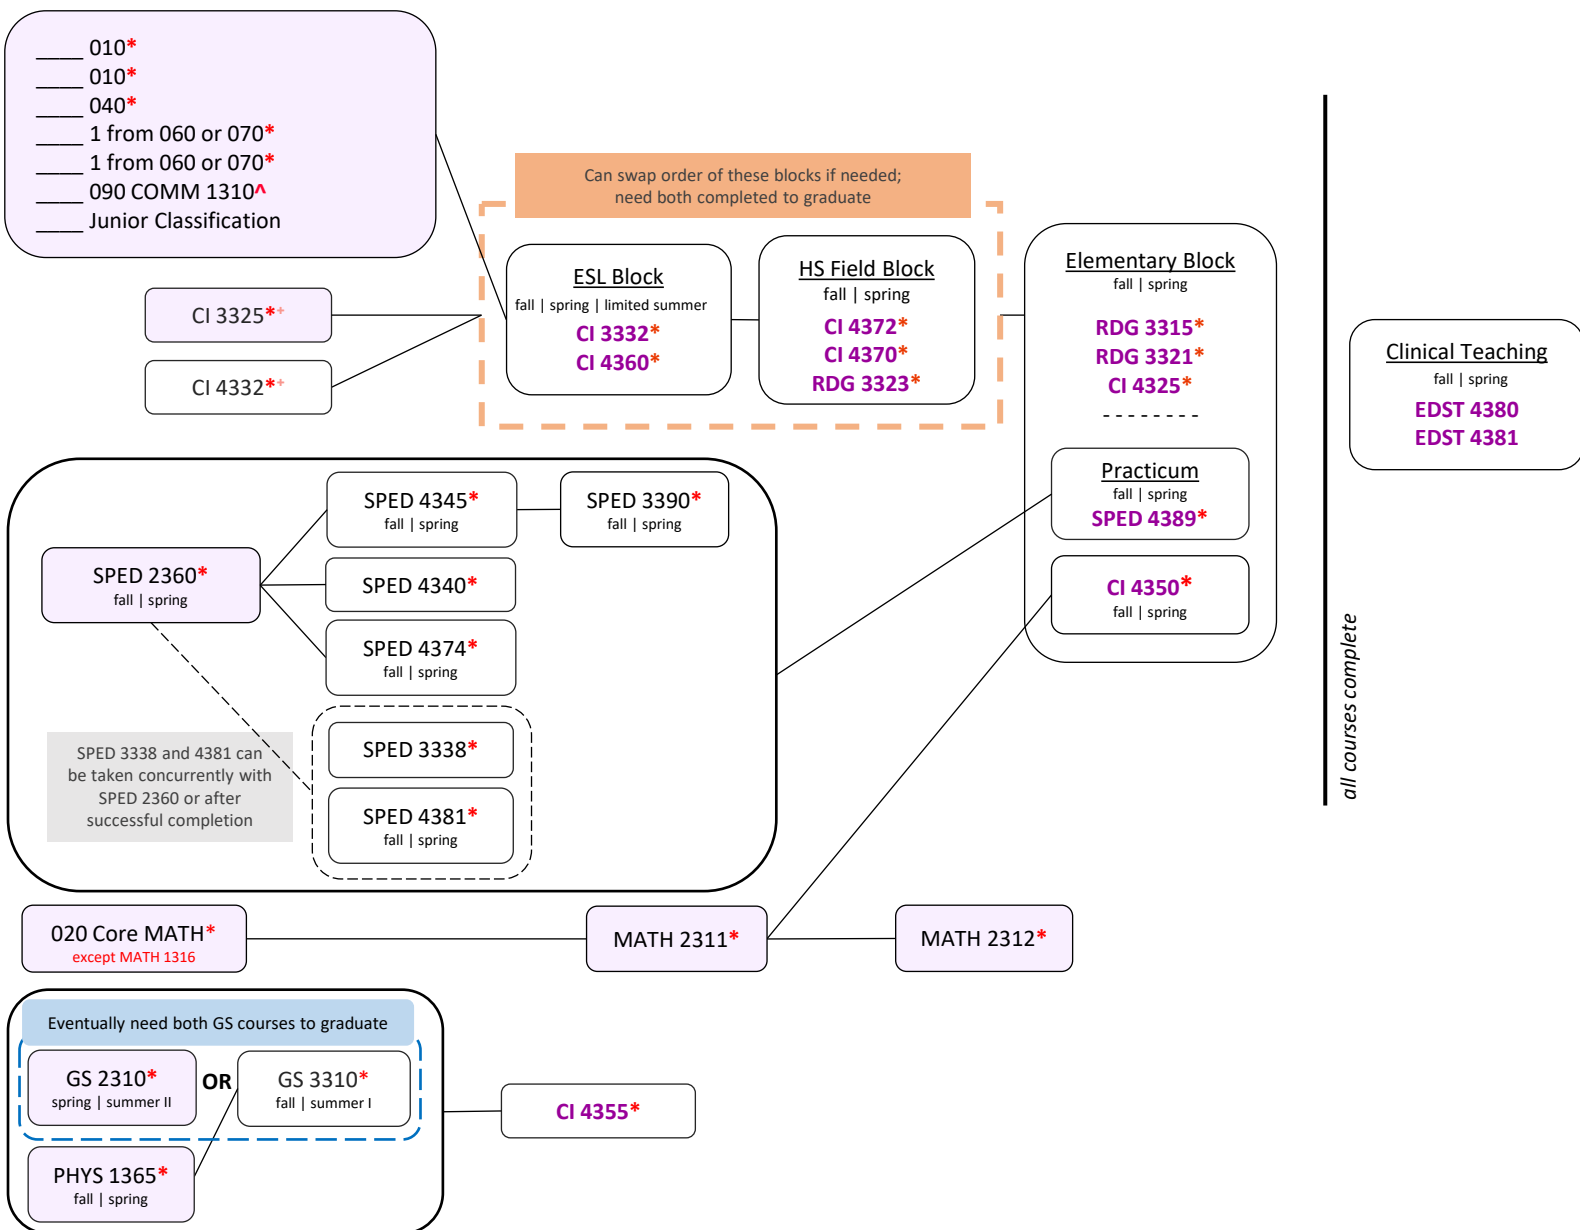 ____ 010*
____ 010*
____ 040*
____ 1 from 060 or 070*
____ 1 from 060 or 070*
____ 090 COMM 1310^
____ Junior Classification
CI 3325*+
CI 4332*+
Can swap order of these blocks if needed;
need both completed to graduate
ESL Block
fall | spring | limited summer
CI 3332*
CI 4360*
HS Field Block
fall | spring
CI 4372*
CI 4370*
RDG 3323*
Elementary Block
fall | spring
RDG 3315*
RDG 3321*
CI 4325*
- - - - - - - -
Practicum
fall | spring
SPED 4389*
CI 4350*
fall | spring
all courses complete
Clinical Teaching
fall | spring
EDST 4380
EDST 4381
SPED 2360*
fall | spring
SPED 4345*
fall | spring
SPED 3390*
fall | spring
SPED 4340*
SPED 4374*
fall | spring
SPED 3338 and 4381 can
be taken concurrently with
SPED 2360 or after
successful completion
SPED 3338*
SPED 4381*
fall | spring
020 Core MATH*
except MATH 1316
MATH 2311*
MATH 2312*
Eventually need both GS courses to graduate
GS 2310*
spring | summer II
OR
GS 3310*
fall | summer I
PHYS 1365*
fall | spring
CI 4355*